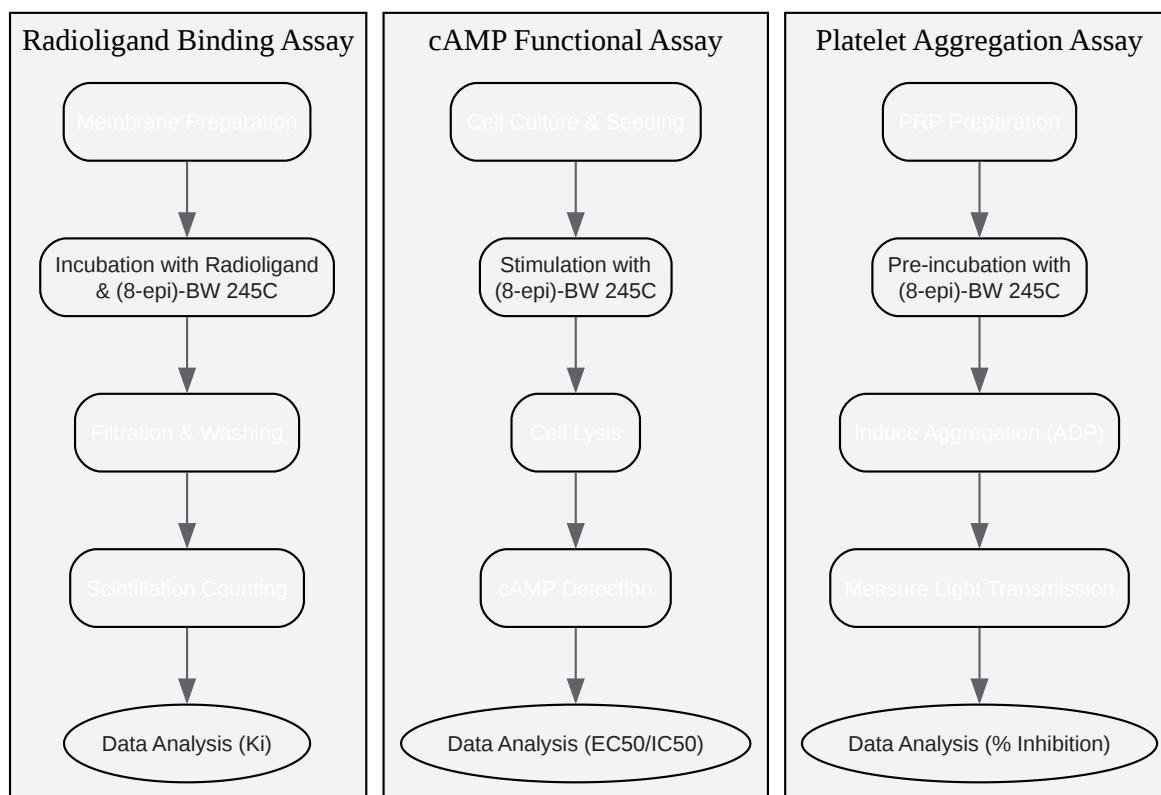 Radioligand Binding Assay
Membrane Preparation
Incubation with Radioligand
& (8-epi)-BW 245C
Filtration & Washing
Scintillation Counting
Data Analysis (Ki)
cAMP Functional Assay
Cell Culture & Seeding
Stimulation with
(8-epi)-BW 245C
Cell Lysis
cAMP Detection
Data Analysis (EC50/IC50)
Platelet Aggregation Assay
PRP Preparation
Pre-incubation with
(8-epi)-BW 245C
Induce Aggregation (ADP)
Measure Light Transmission
Data Analysis (% Inhibition)